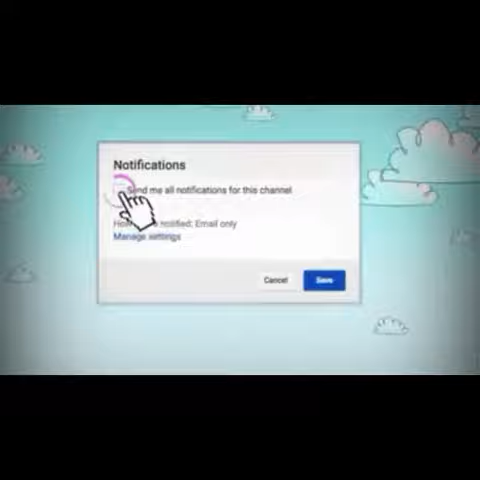 Notifications
Send me all notifications for this channel
notified: Email only
Manage settings
Cancel
Save